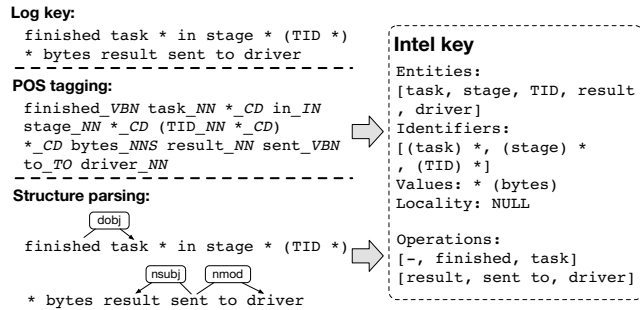 Log key:
finished task * in stage * (TID *)
* bytes result sent to driver
POS tagging:
finished_VBN task_NN *_CD in_IN
stage_NN *_CD (TID_NN *_CD)
*_CD bytes_NNS result_NN sent_VBN
to_TO driver_NN
Structure parsing:
dobj
finished task * in stage * (TID *)
nsubj nmod
* bytes result sent to driver
Intel key
Entities:
[task, stage, TID, result
, driver]
Identifiers:
[(task) *, (stage) *
, (TID) *]
Values: * (bytes)
Locality: NULL
Operations:
[-, finished, task]
[result, sent to, driver]